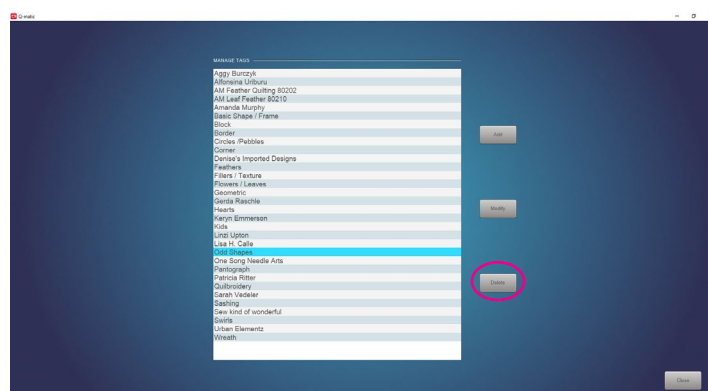 Q-matic
MANAGE TAGS
Aggy Burczyk
Alfonsina Uriburu
AM Feather Quilting 80202
AM Leaf Feather 80210
Amanda Murphy
Basic Shape / Frame
Block
Border
Circles /Pebbles
Corner
Denise's Imported Designs
Feathers
Fillers / Texture
Flowers / Leaves
Geometric
Gerda Raschle
Hearts
Keryn Emmerson
Kids
Linzi Upton
Lisa H. Calle
Odd Shapes
One Song Needle Arts
Pantograph
Patricia Ritter
Quilbroidery
Sarah Vedeler
Sashing
Sew kind of wonderful
Swirls
Urban Elementz
Wreath
Add
Modify
Delete
Close